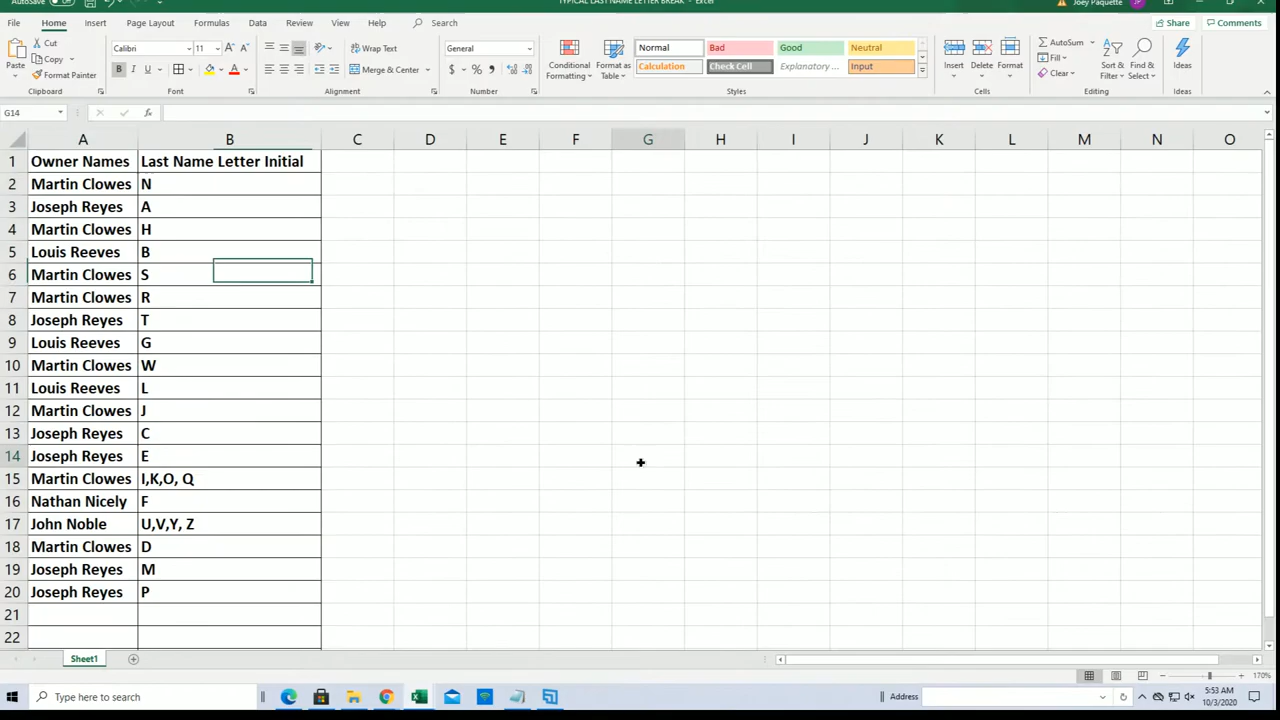 AutoSave Off TYPICAL LAST NAME LETTER BREAK - Excel Joey Paquette JP
File Home Insert Page Layout Formulas Data Review View Help Search Share Comments
Paste Cut Copy Format Painter Clipboard
Calibri 11 B I U A A Font
Wrap Text Merge & Center Alignment
General $ % , Number
Conditional Formatting Format as Table Normal Bad Good Neutral Calculation Check Cell Explanatory ... Input Styles
Insert Delete Format Cells
AutoSum Fill Clear Sort & Filter Find & Select Editing
Ideas Ideas
G14 fx
A B C D E F G H I J K L M N O
1 Owner Names Last Name Letter Initial
2 Martin Clowes N
3 Joseph Reyes A
4 Martin Clowes H
5 Louis Reeves B
6 Martin Clowes S
7 Martin Clowes R
8 Joseph Reyes T
9 Louis Reeves G
10 Martin Clowes W
11 Louis Reeves L
12 Martin Clowes J
13 Joseph Reyes C
14 Joseph Reyes E
15 Martin Clowes I,K,O, Q
16 Nathan Nicely F
17 John Noble U,V,Y, Z
18 Martin Clowes D
19 Joseph Reyes M
20 Joseph Reyes P
21
22
Sheet1
170%
Type here to search Address 5:53 AM
10/3/2020